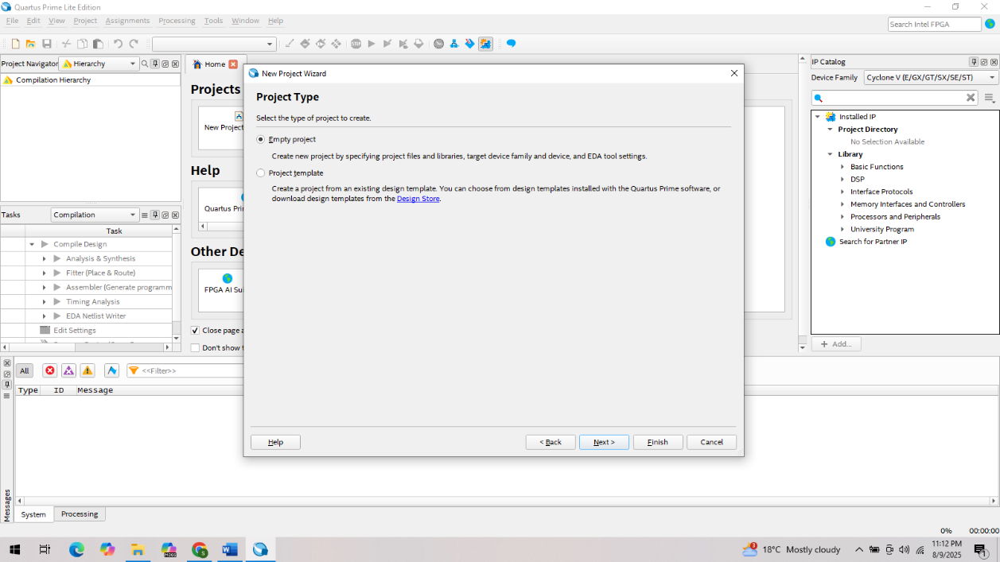 Quartus Prime Lite Edition
File Edit View Project Assignments Processing Tools Window Help
Search Intel FPGA
Project Navigator Hierarchy
Compilation Hierarchy
Tasks Compilation
Task
Compile Design
Analysis & Synthesis
Fitter (Place & Route)
Assembler (Generate programm
Timing Analysis
EDA Netlist Writer
Edit Settings
Home
Projects
New Project
Help
Quartus Pri
Other De
FPGA AI Su
Close page a
Don't show t
New Project Wizard
Project Type
Select the type of project to create.
Empty project
Create new project by specifying project files and libraries, target device family and device, and EDA tool settings.
Project template
Create a project from an existing design template. You can choose from design templates installed with the Quartus Prime software, or
download design templates from the Design Store.
Help < Back Next > Finish Cancel
IP Catalog
Device Family Cyclone V (E/GX/GT/SX/SE/ST)
Installed IP
Project Directory
No Selection Available
Library
Basic Functions
DSP
Interface Protocols
Memory Interfaces and Controllers
Processors and Peripherals
University Program
Search for Partner IP
+ Add...
All <<Filter>>
Type ID Message
Messages
System Processing
0% 00:00:00
3 18°C Mostly cloudy
11:12 PM
8/9/2025
1